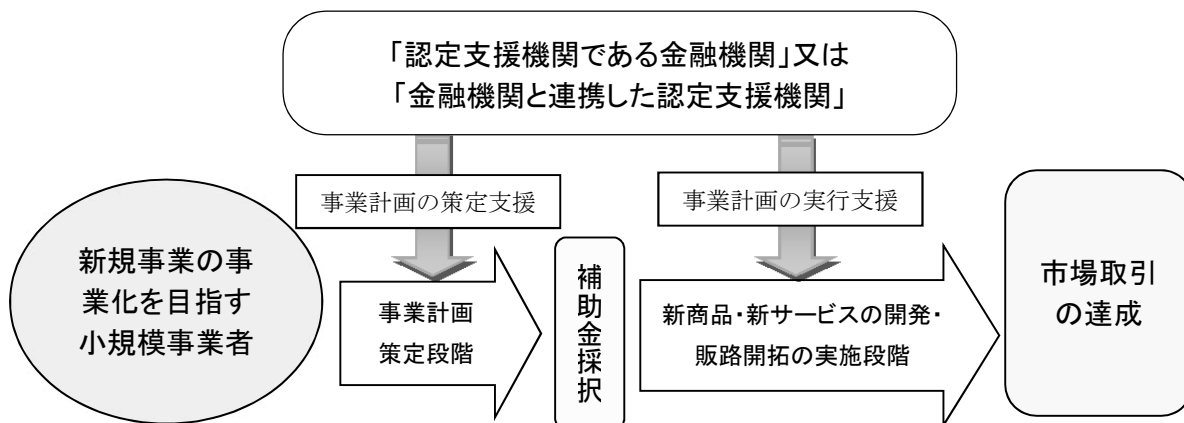 「認定支援機関である金融機関」又は
「金融機関と連携した認定支援機関」
事業計画の策定支援
事業計画の実行支援
新規事業の事
業化を目指す
小規模事業者
事業計画
策定段階
補助金採択
新商品・新サービスの開発・
販路開拓の実施段階
市場取引
の達成